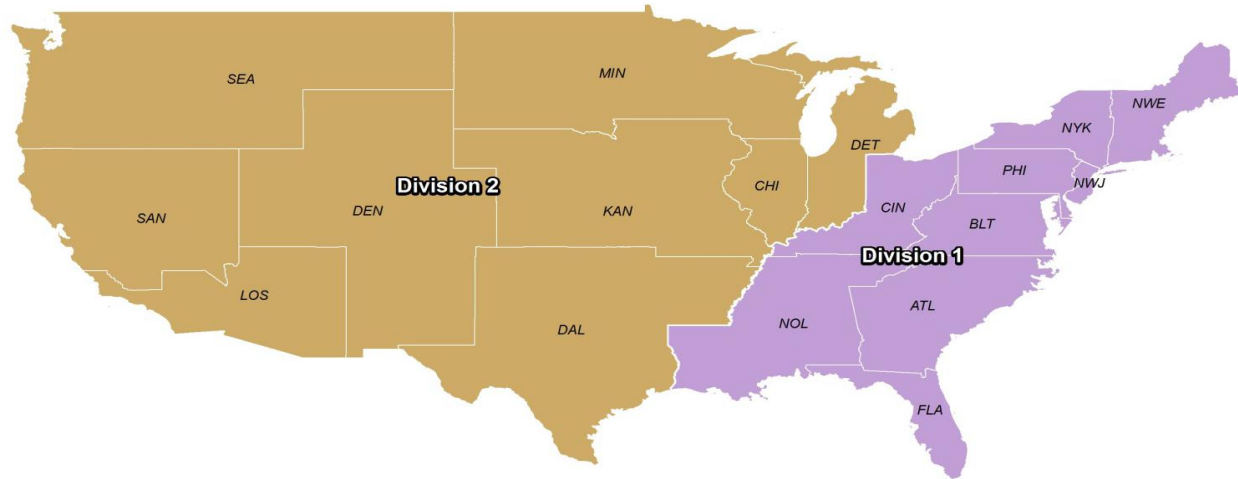 SEA
MIN
NWE
NYK
DET
PHI
CHI
NWJ
Division 2
CIN
SAN
DEN
KAN
BLT
Division 1
LOS
ATL
DAL
NOL
FLA